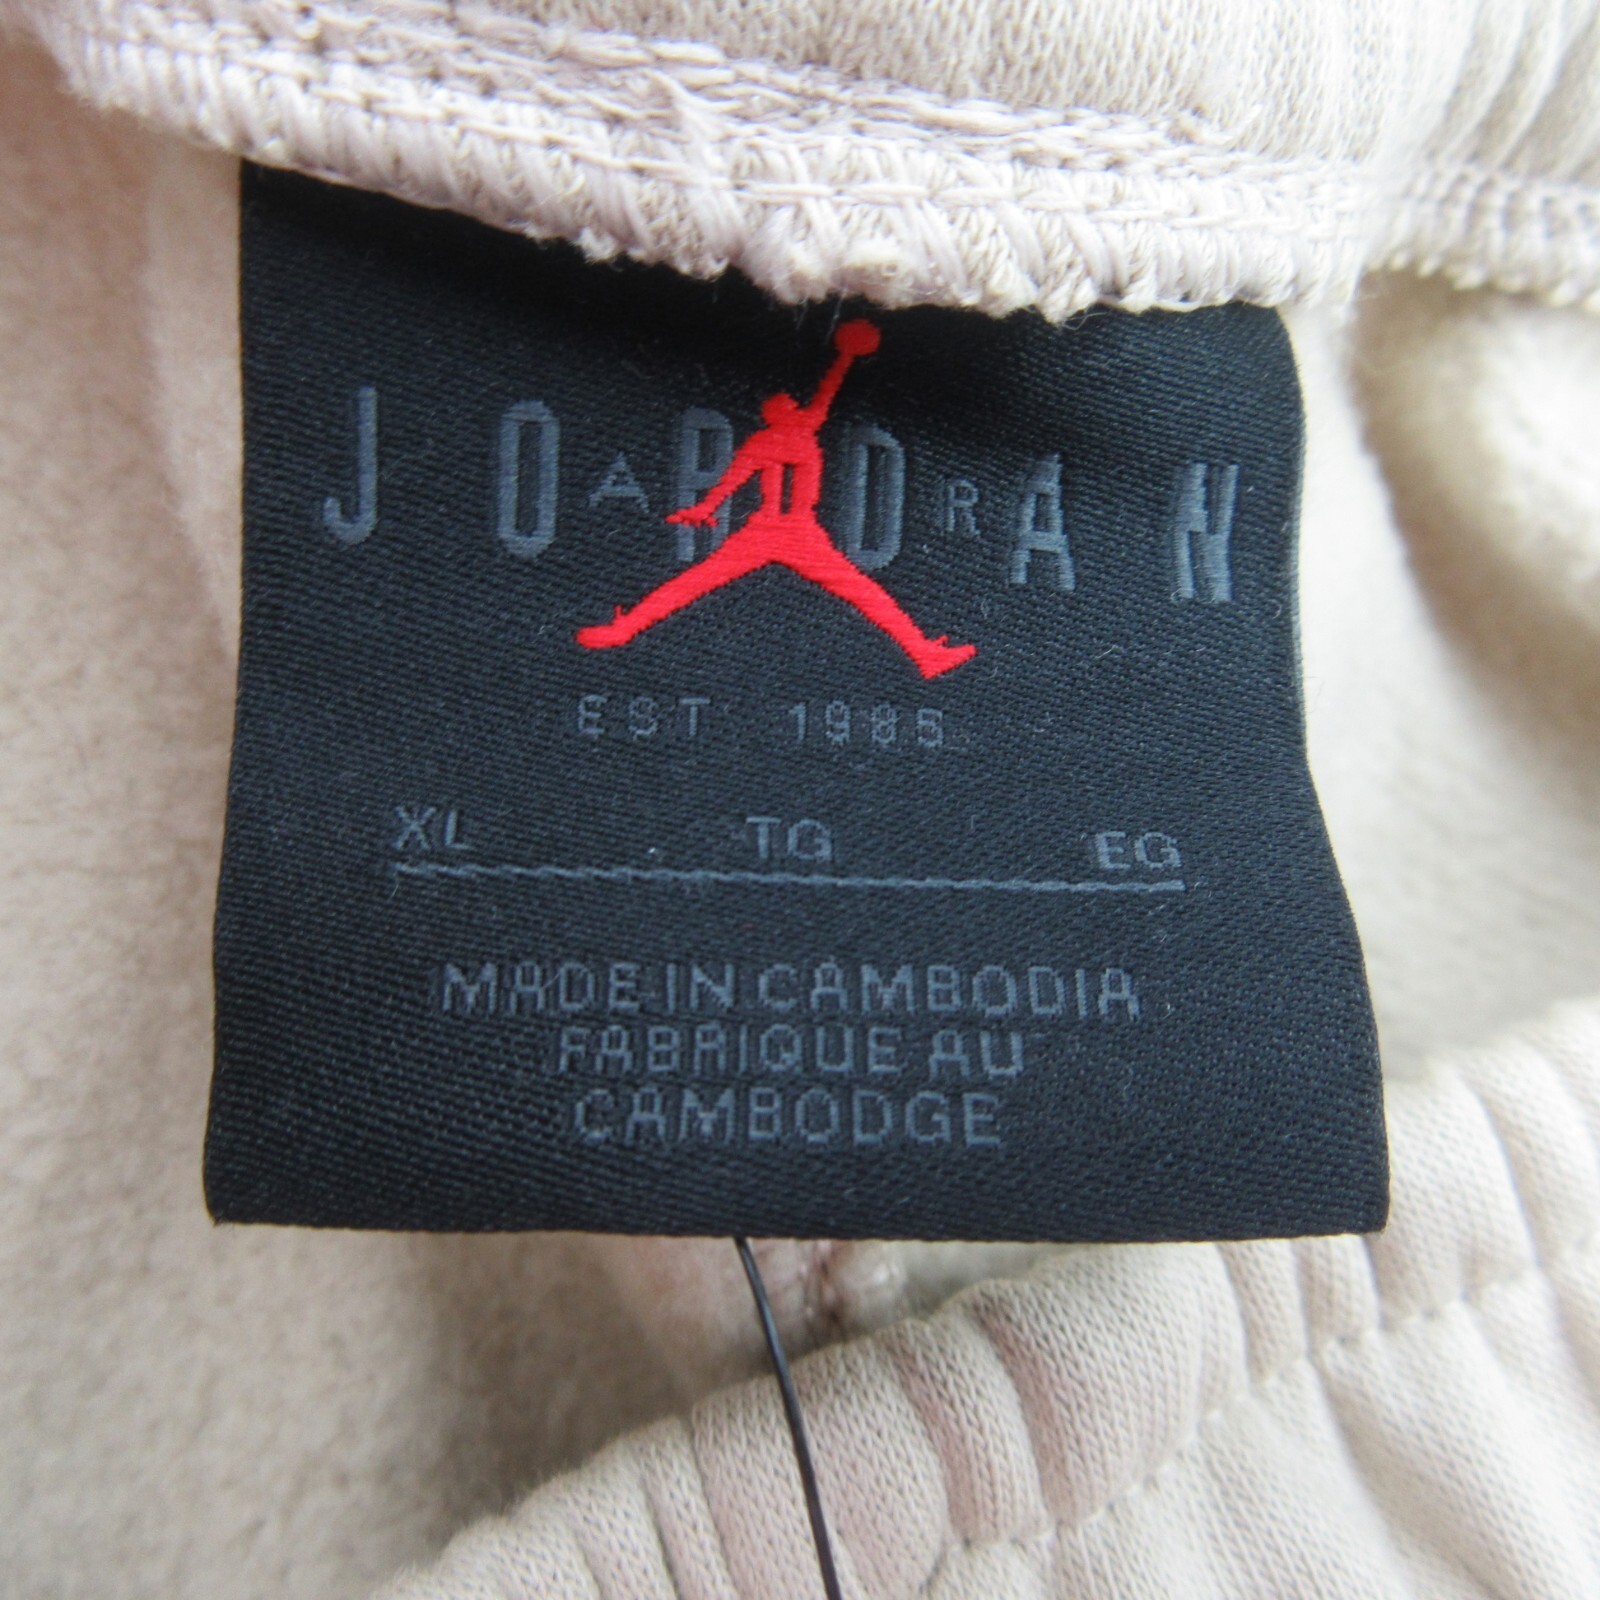 JORDAN
AIR
EST 1985
XL TG EG
MADE IN CAMBODIA
FABRIQUE AU
CAMBODGE